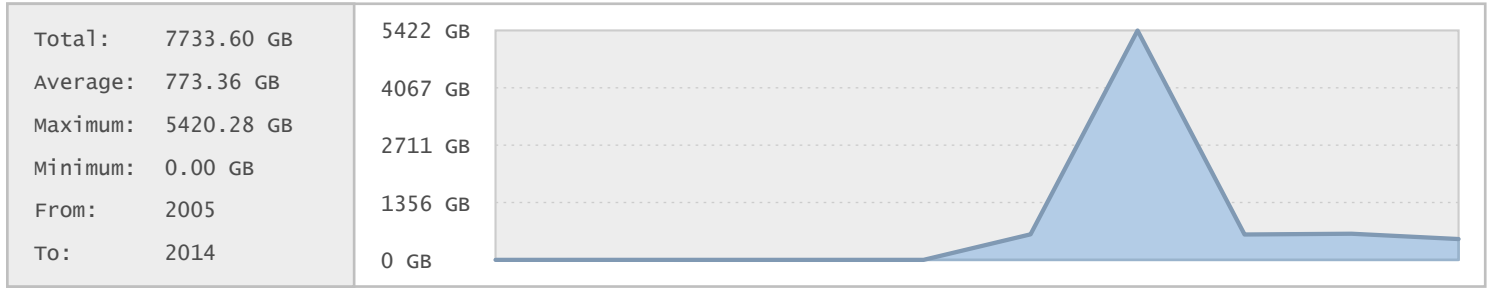 Total: 7733.60 GB
Average: 773.36 GB
Maximum: 5420.28 GB
Minimum: 0.00 GB
From: 2005
To: 2014
5422 GB
4067 GB
2711 GB
1356 GB
0 GB